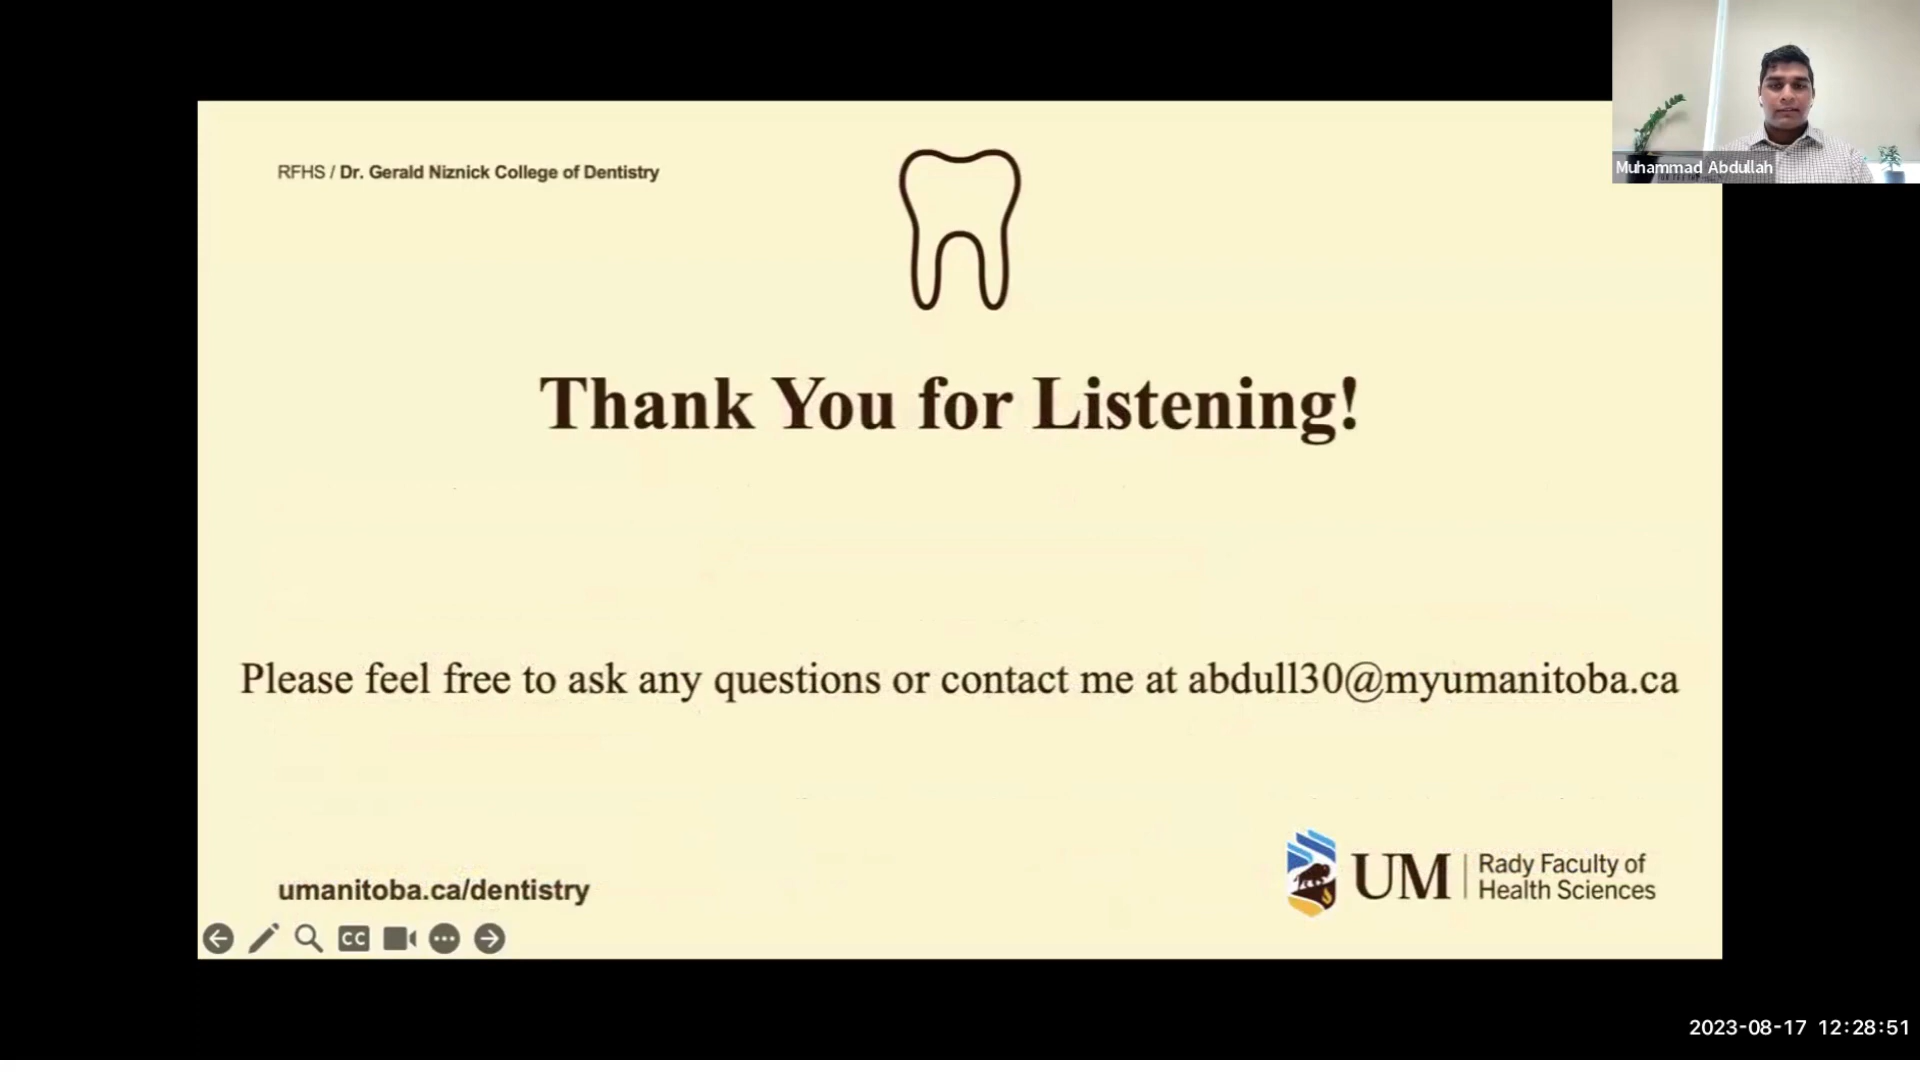 Muhammad Abdullah
RFHS / Dr. Gerald Niznick College of Dentistry
Thank You for Listening!
Please feel free to ask any questions or contact me at abdull30@myumanitoba.ca
umanitoba.ca/dentistry
UM
Rady Faculty of
Health Sciences
CC
2023-08-17 12:28:51